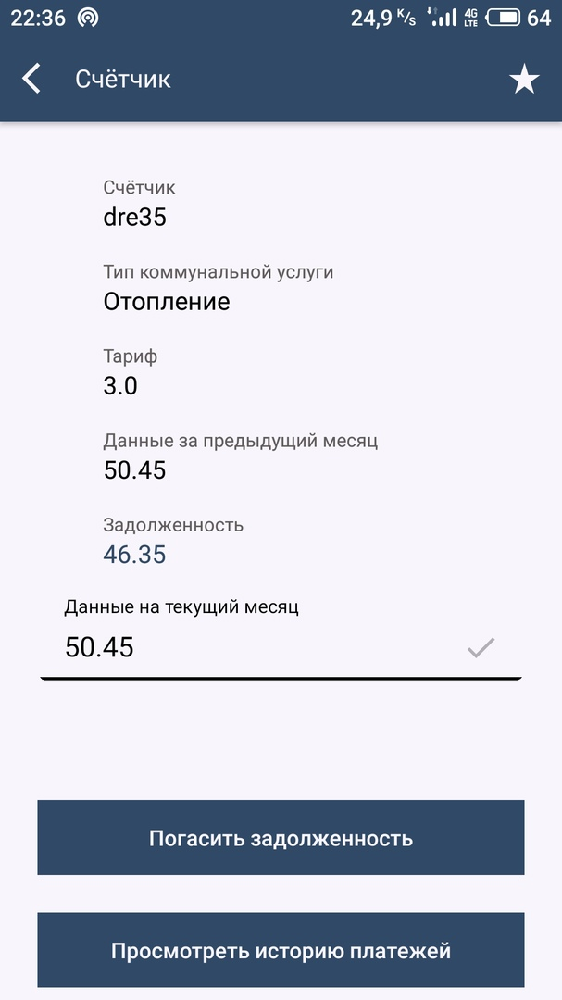 22:36 24,9 K/s 4G LTE 64
Счётчик
Счётчик
dre35
Тип коммунальной услуги
Отопление
Тариф
3.0
Данные за предыдущий месяц
50.45
Задолженность
46.35
Данные на текущий месяц
50.45
Погасить задолженность
Просмотреть историю платежей